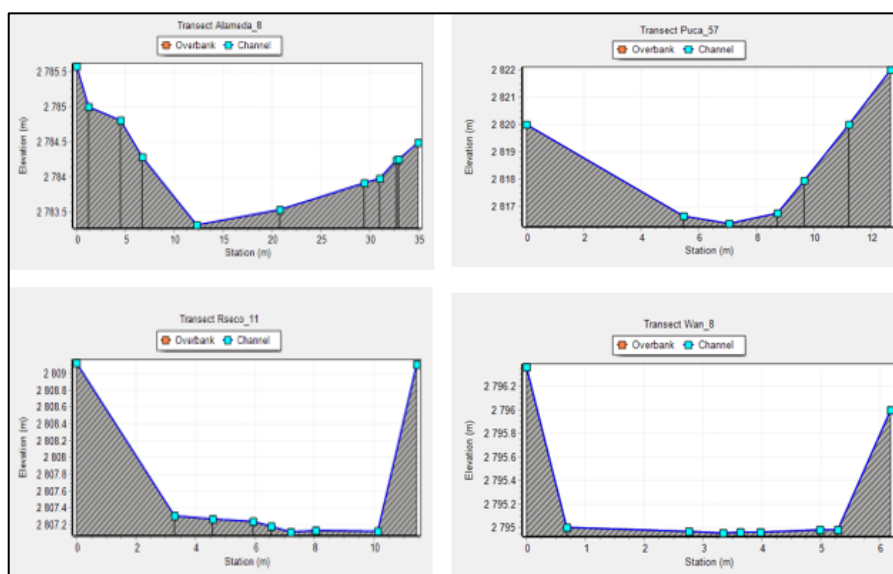 Transect Alameda_8
Overbank Channel
2 785.5
2 785
2 784.5
2 784
2 783.5
Elevation (m)
0 5 10 15 20 25 30 35
Station (m)
Transect Puca_57
Overbank Channel
2 822
2 821
2 820
2 819
2 818
2 817
Elevation (m)
0 2 4 6 8 10 12
Station (m)
Transect Rseco_11
Overbank Channel
2 809
2 808.8
2 808.6
2 808.4
2 808.2
2 808
2 807.8
2 807.6
2 807.4
2 807.2
Elevation (m)
0 2 4 6 8 10
Station (m)
Transect Wan_8
Overbank Channel
2 796.2
2 796
2 795.8
2 795.6
2 795.4
2 795.2
2 795
Elevation (m)
0 1 2 3 4 5 6
Station (m)